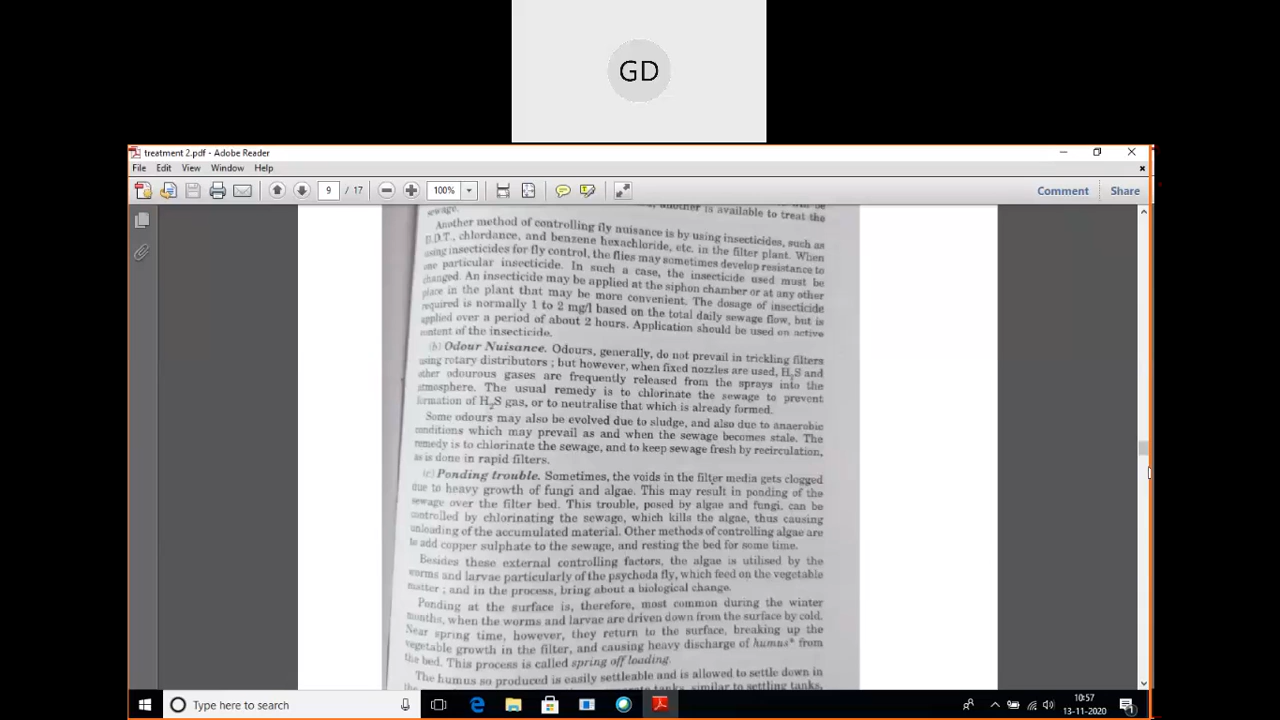 GD
treatment 2.pdf - Adobe Reader
File Edit View Window Help
9 / 17 100% Comment Share
another is available to treat the
sewage.
Another method of controlling fly nuisance is by using insecticides, such as
D.D.T., chlordance, and benzene hexachloride, etc. in the filter plant. When
using insecticides for fly control, the flies may sometimes develop resistance to
one particular insecticide. In such a case, the insecticide used must be
changed. An insecticide may be applied at the siphon chamber or at any other
place in the plant that may be more convenient. The dosage of insecticide
required is normally 1 to 2 mg/l based on the total daily sewage flow, but is
applied over a period of about 2 hours. Application should be used on active
content of the insecticide.
(b) Odour Nuisance. Odours, generally, do not prevail in trickling filters
using rotary distributors ; but however, when fixed nozzles are used, H2S and
other odourous gases are frequently released from the sprays into the
atmosphere. The usual remedy is to chlorinate the sewage to prevent
formation of H2S gas, or to neutralise that which is already formed.
Some odours may also be evolved due to sludge, and also due to anaerobic
conditions which may prevail as and when the sewage becomes stale. The
remedy is to chlorinate the sewage, and to keep sewage fresh by recirculation,
as is done in rapid filters.
(c) Ponding trouble. Sometimes, the voids in the filter media gets clogged
due to heavy growth of fungi and algae. This may result in ponding of the
sewage over the filter bed. This trouble, posed by algae and fungi, can be
controlled by chlorinating the sewage, which kills the algae, thus causing
unloading of the accumulated material. Other methods of controlling algae are
to add copper sulphate to the sewage, and resting the bed for some time.
Besides these external controlling factors, the algae is utilised by the
worms and larvae particularly of the psychoda fly, which feed on the vegetable
matter ; and in the process, bring about a biological change.
Ponding at the surface is, therefore, most common during the winter
months, when the worms and larvae are driven down from the surface by cold.
Near spring time, however, they return to the surface, breaking up the
vegetable growth in the filter, and causing heavy discharge of humus* from
the bed. This process is called spring off loading.
The humus so produced is easily settleable and is allowed to settle down in
separate tanks, similar to settling tanks,
Type here to search
10:57
13-11-2020